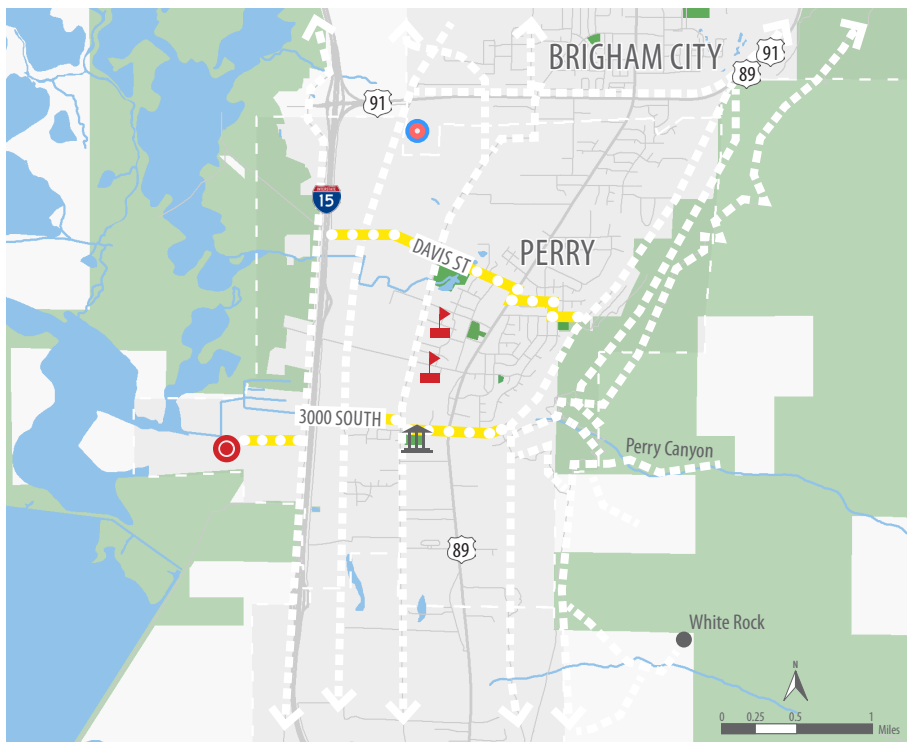 BRIGHAM CITY
91
89
91
15
DAVIS ST
PERRY
3000 SOUTH
Perry Canyon
89
White Rock
N
0 0.25 0.5 1
Miles